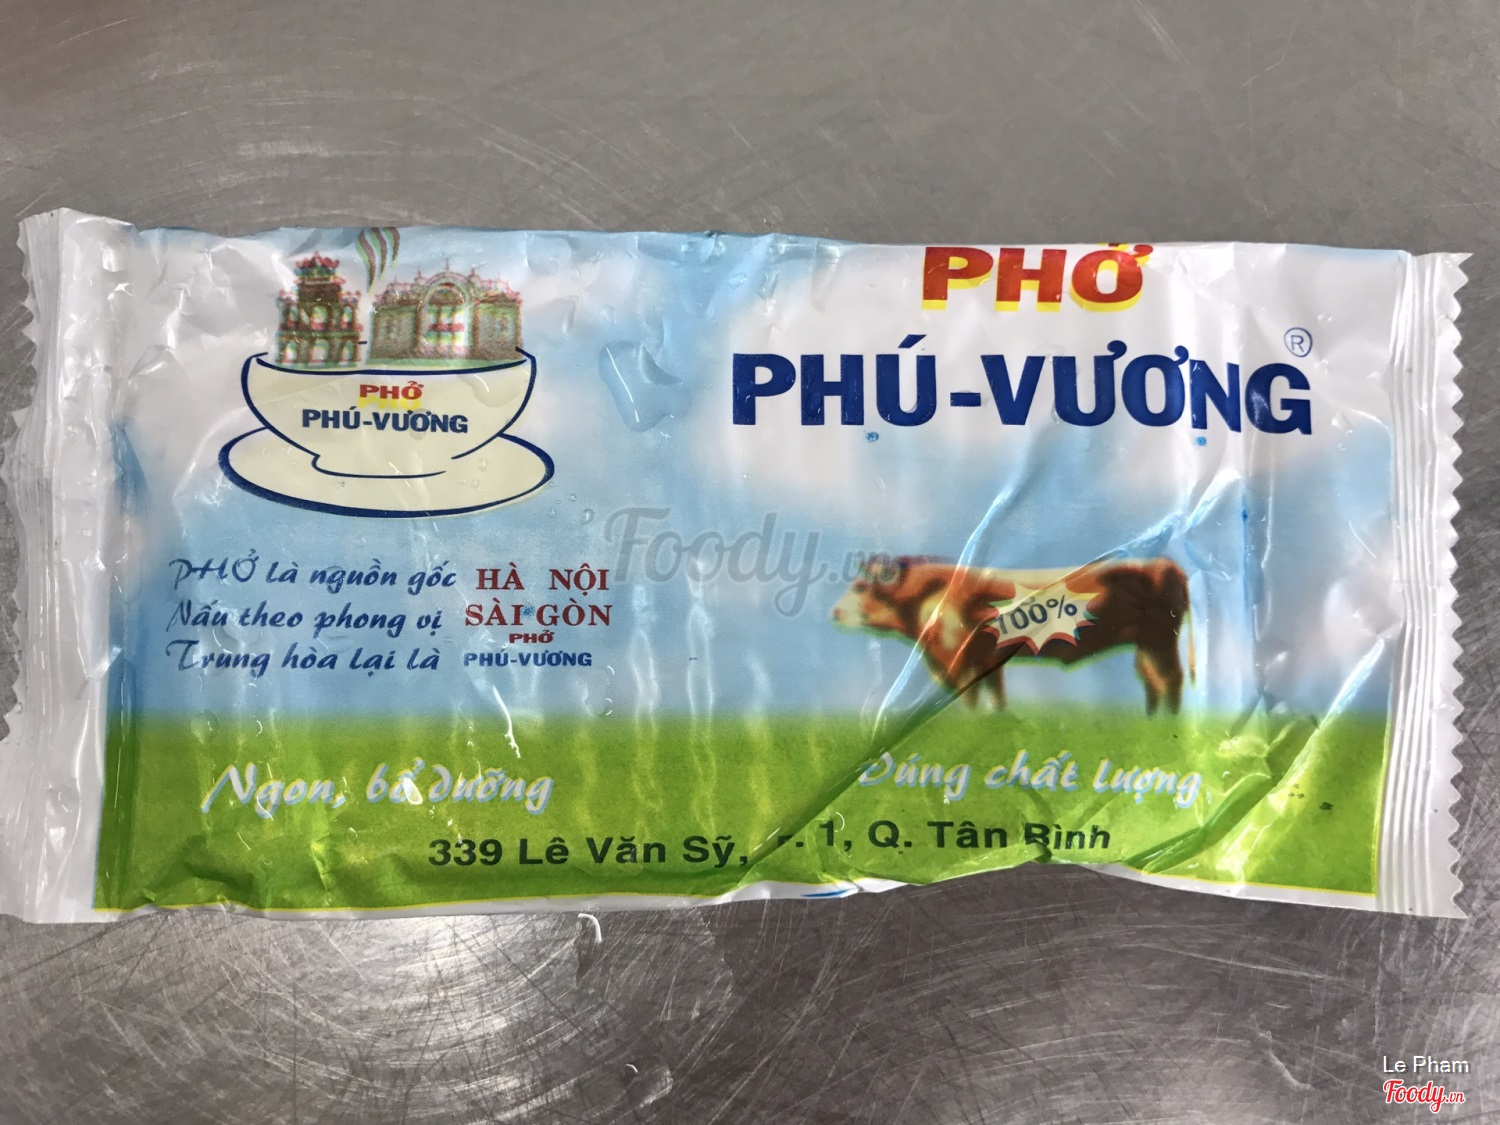 PHỞ
PHÚ-VƯƠNG
®
PHỞ
PHÚ-VƯƠNG
PHỞ là nguồn gốc HÀ NỘI
Nấu theo phong vị SÀI GÒN
Trung hòa lại là PHỞ PHÚ-VƯƠNG
100%
Ngon, bổ dưỡng
Đúng chất lượng
339 Lê Văn Sỹ, 1, Q. Tân Bình
Foody.vn
Le Pham
Foody.vn